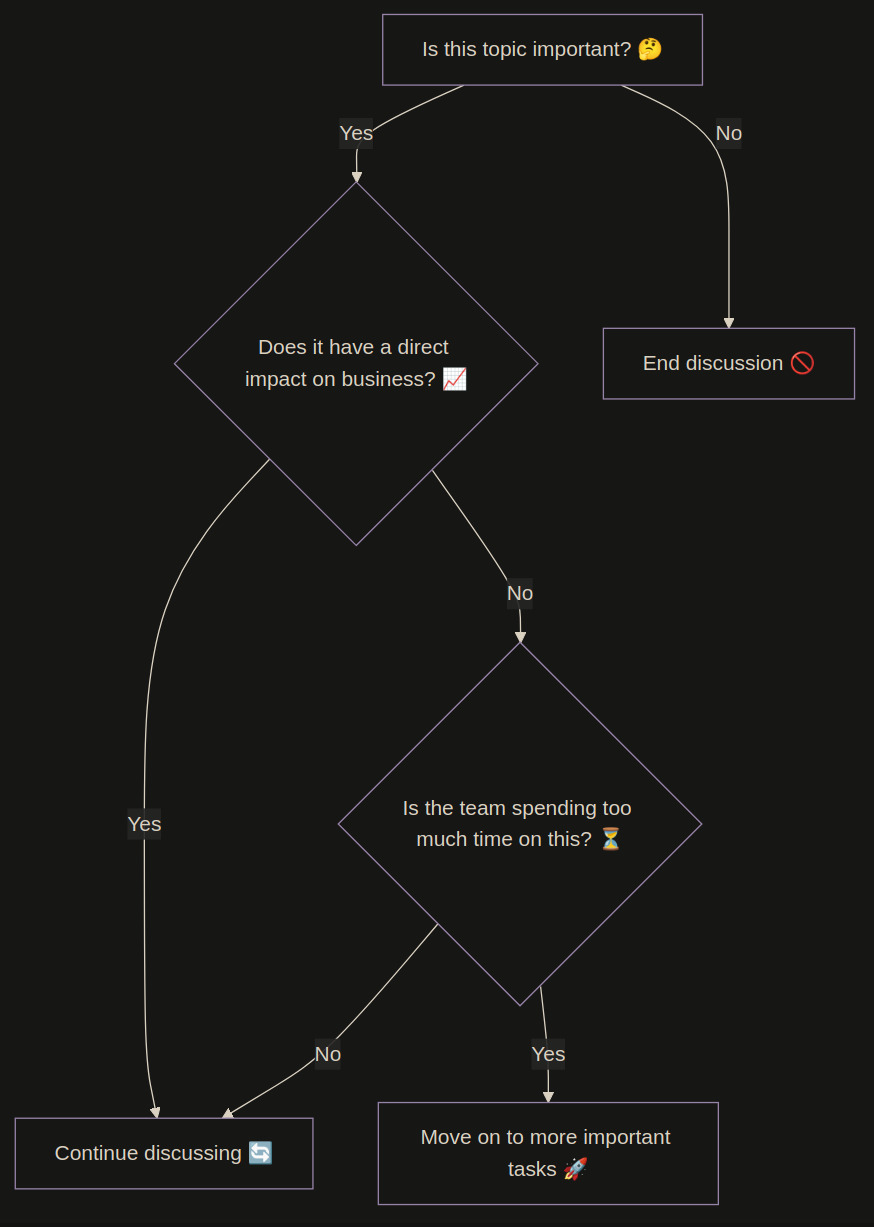 Is this topic important? 🤔
Yes
No
Does it have a direct
impact on business? 📈
End discussion 🚫
No
Yes
Is the team spending too
much time on this? ⏳
No
Yes
Continue discussing 🔄
Move on to more important
tasks 🚀